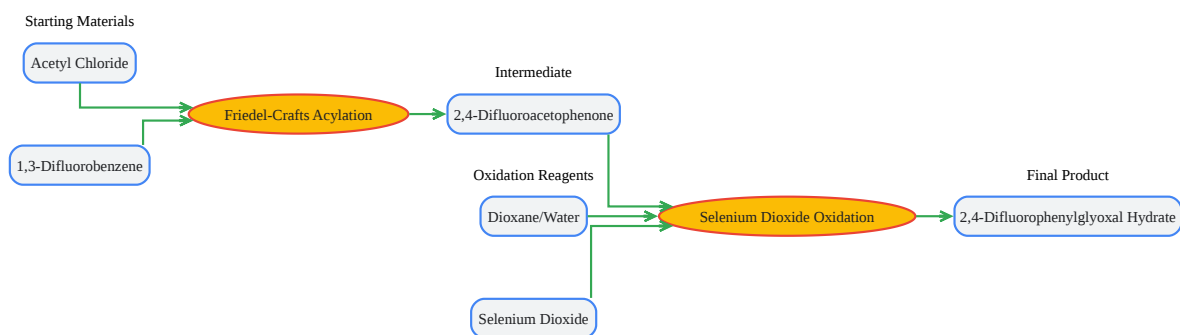 Starting Materials
Acetyl Chloride
Intermediate
Friedel-Crafts Acylation
2,4-Difluoroacetophenone
1,3-Difluorobenzene
Oxidation Reagents
Final Product
Dioxane/Water
Selenium Dioxide Oxidation
2,4-Difluorophenylglyoxal Hydrate
Selenium Dioxide